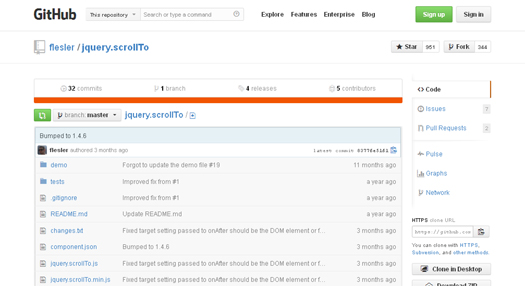 GitHub This repository Search or type a command Explore Features Enterprise Blog Sign up Sign in
flesler / jquery.scrollTo Star 951 Fork 344
32 commits 1 branch 4 releases 5 contributors
Code
branch: master jquery.scrollTo /
Issues 1
Bumped to 1.4.6
Pull Requests 2
flesler authored 3 months ago latest commit
demo Forgot to update the demo file #19 11 months ago
Pulse
tests Improved fix from #1 a year ago
Graphs
.gitignore Improved fix from #1 a year ago
Network
README.md Update README.md a year ago
HTTPS clone URL
changes.txt Fixed target setting passed to onAfter should be the DOM element or f... 3 months ago
https://github.com
component.json Bumped to 1.4.6 3 months ago
You can clone with HTTPS,
Subversion, and other methods.
jquery.scrollTo.js Fixed target setting passed to onAfter should be the DOM element or f... 3 months ago
Clone in Desktop
jquery.scrollTo.min.js Fixed target setting passed to onAfter should be the DOM element or f... 3 months ago
Download ZIP